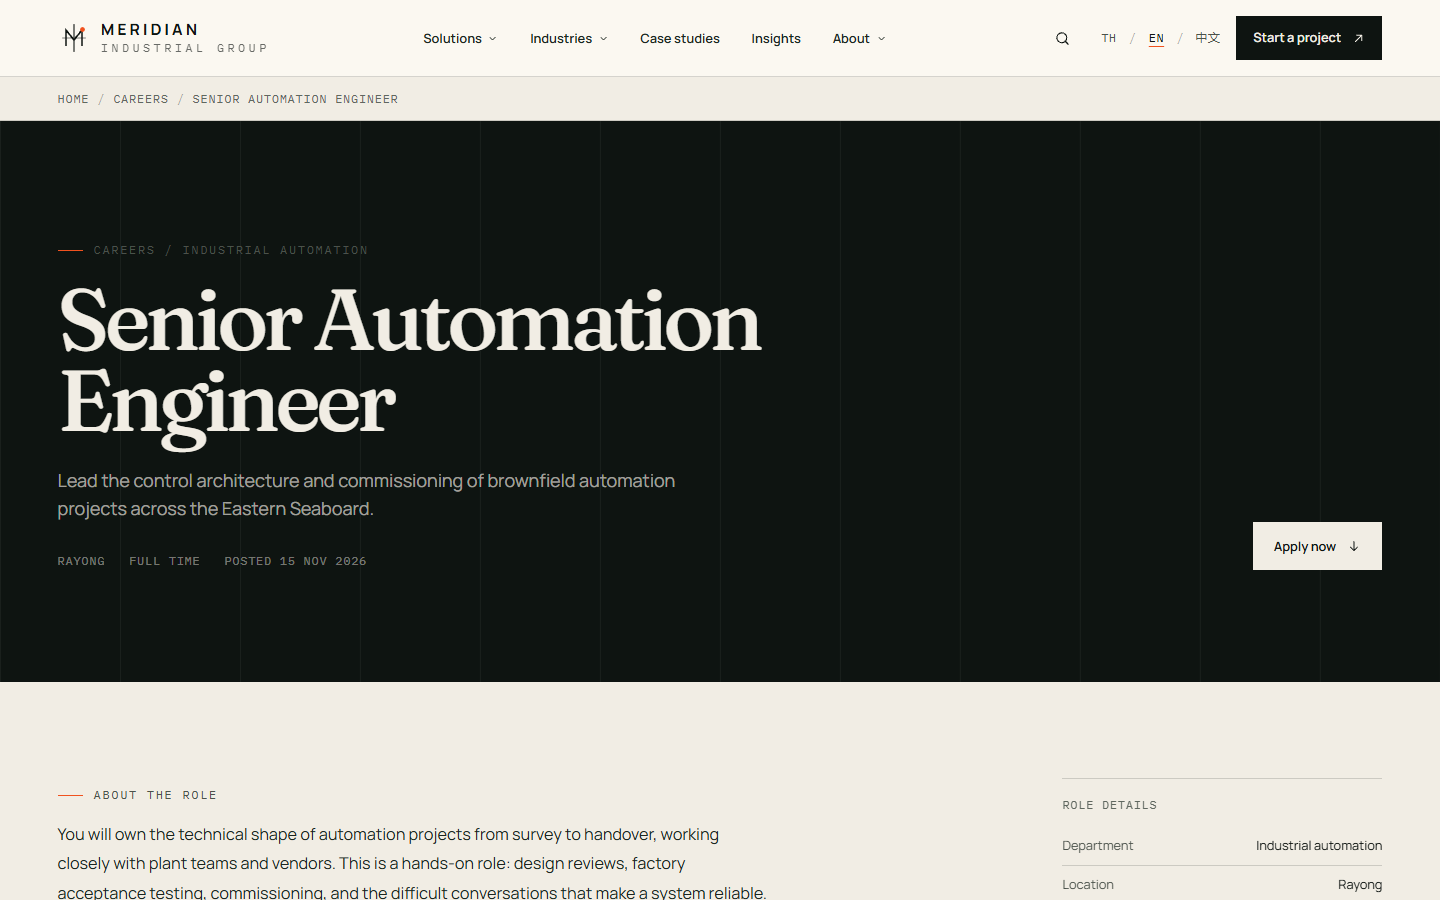 MERIDIAN
INDUSTRIAL GROUP
Solutions
Industries
Case studies
Insights
About
TH / EN / 中文
Start a project
HOME / CAREERS / SENIOR AUTOMATION ENGINEER
CAREERS / INDUSTRIAL AUTOMATION
Senior Automation
Engineer
Lead the control architecture and commissioning of brownfield automation
projects across the Eastern Seaboard.
RAYONG FULL TIME POSTED 15 NOV 2026
Apply now
ABOUT THE ROLE
You will own the technical shape of automation projects from survey to handover, working
closely with plant teams and vendors. This is a hands-on role: design reviews, factory
acceptance testing, commissioning, and the difficult conversations that make a system reliable.
ROLE DETAILS
Department Industrial automation
Location Rayong